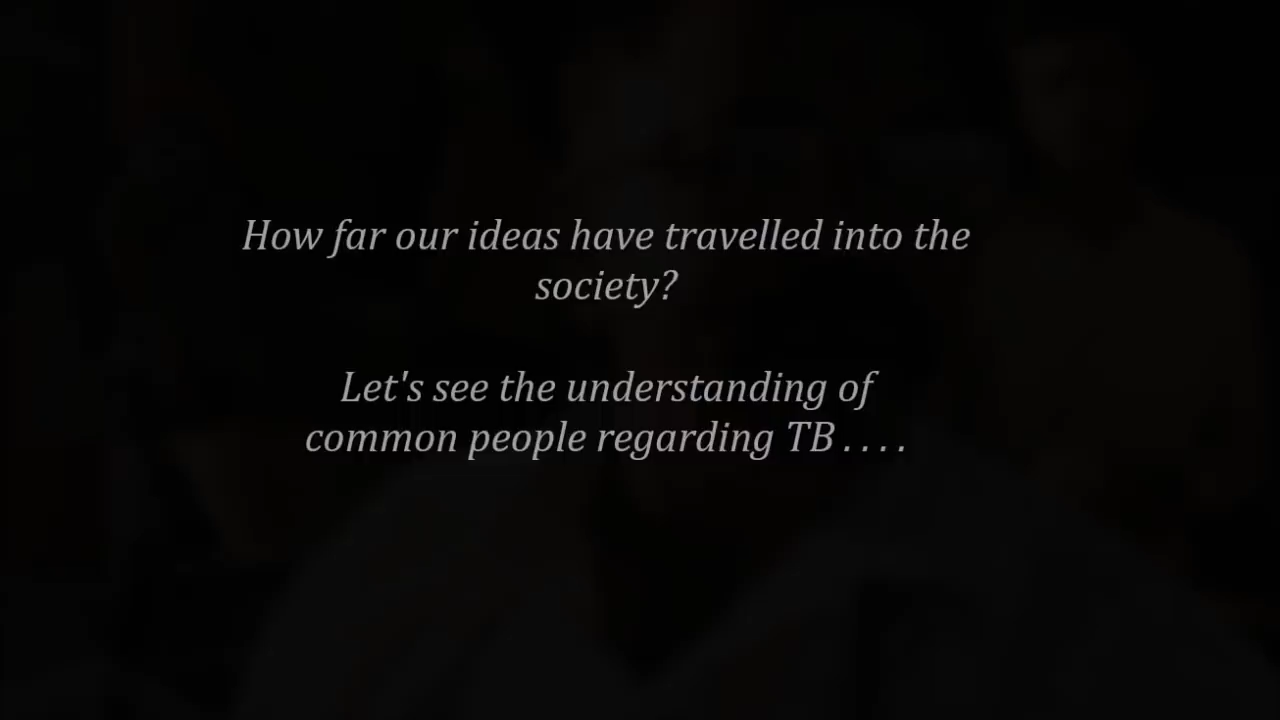 How far our ideas have travelled into the
society?
Let's see the understanding of
common people regarding TB . . . .